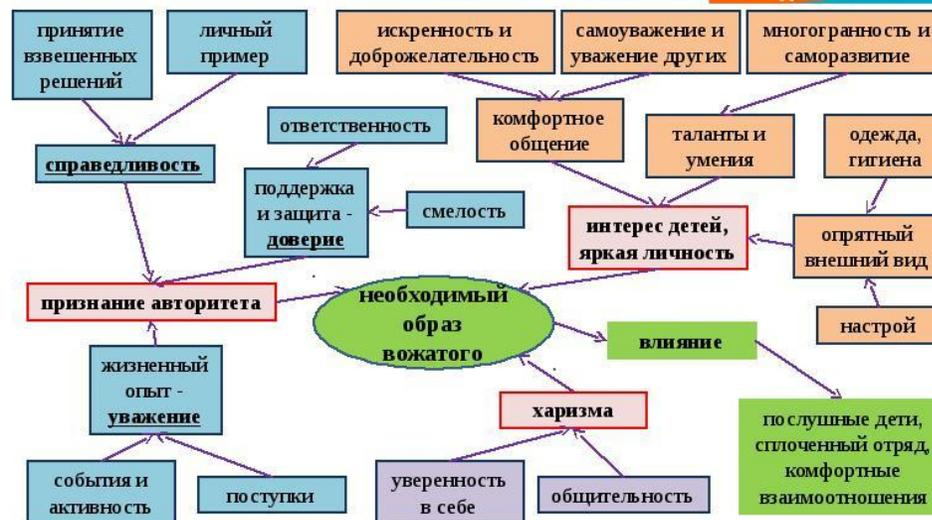 принятие
взвешенных
решений
личный
пример
искренность и
доброжелательность
самоуважение и
уважение других
многогранность и
саморазвитие
ответственность
комфортное
общение
таланты и
умения
одежда,
гигиена
справедливость
поддержка
и защита -
доверие
смелость
интерес детей,
яркая личность
опрятный
внешний вид
признание авторитета
необходимый
образ
вожатого
влияние
настрой
жизненный
опыт -
уважение
харизма
послушные дети,
сплоченный отряд,
комфортные
взаимоотношения
события и
активность
поступки
уверенность
в себе
общительность